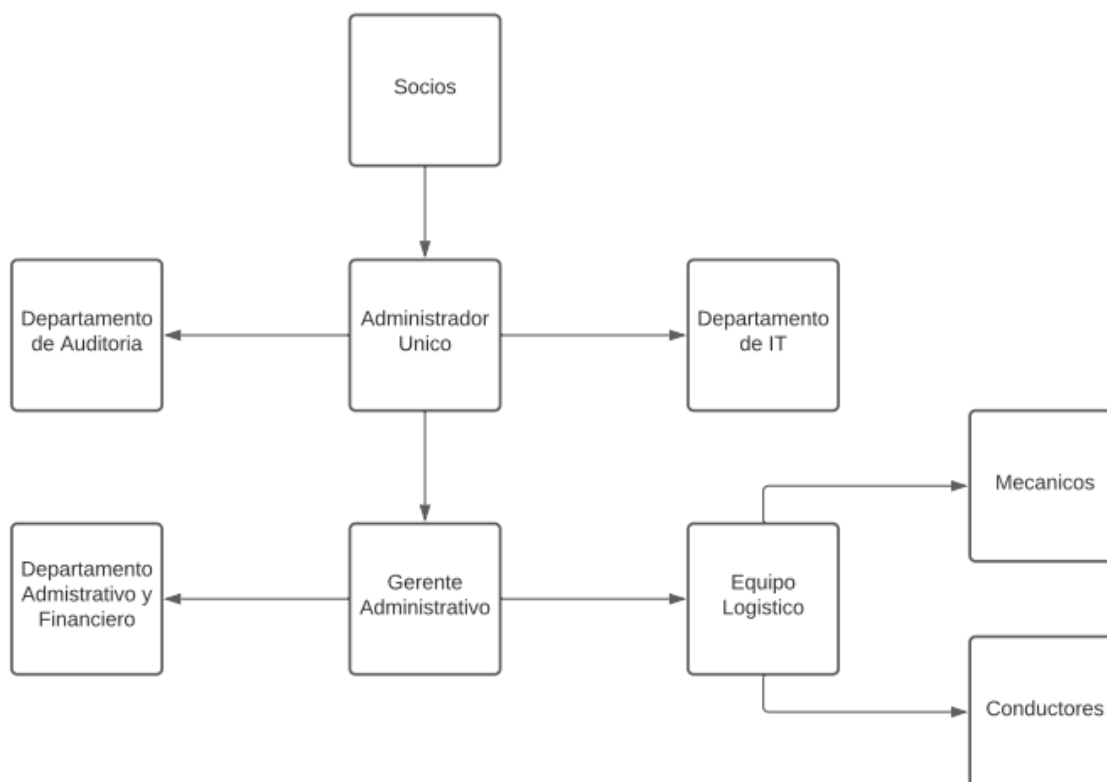 Socios
Departamento
de Auditoria
Administrador
Unico
Departamento
de IT
Mecanicos
Departamento
Admistrativo y
Financiero
Gerente
Administrativo
Equipo
Logistico
Conductores